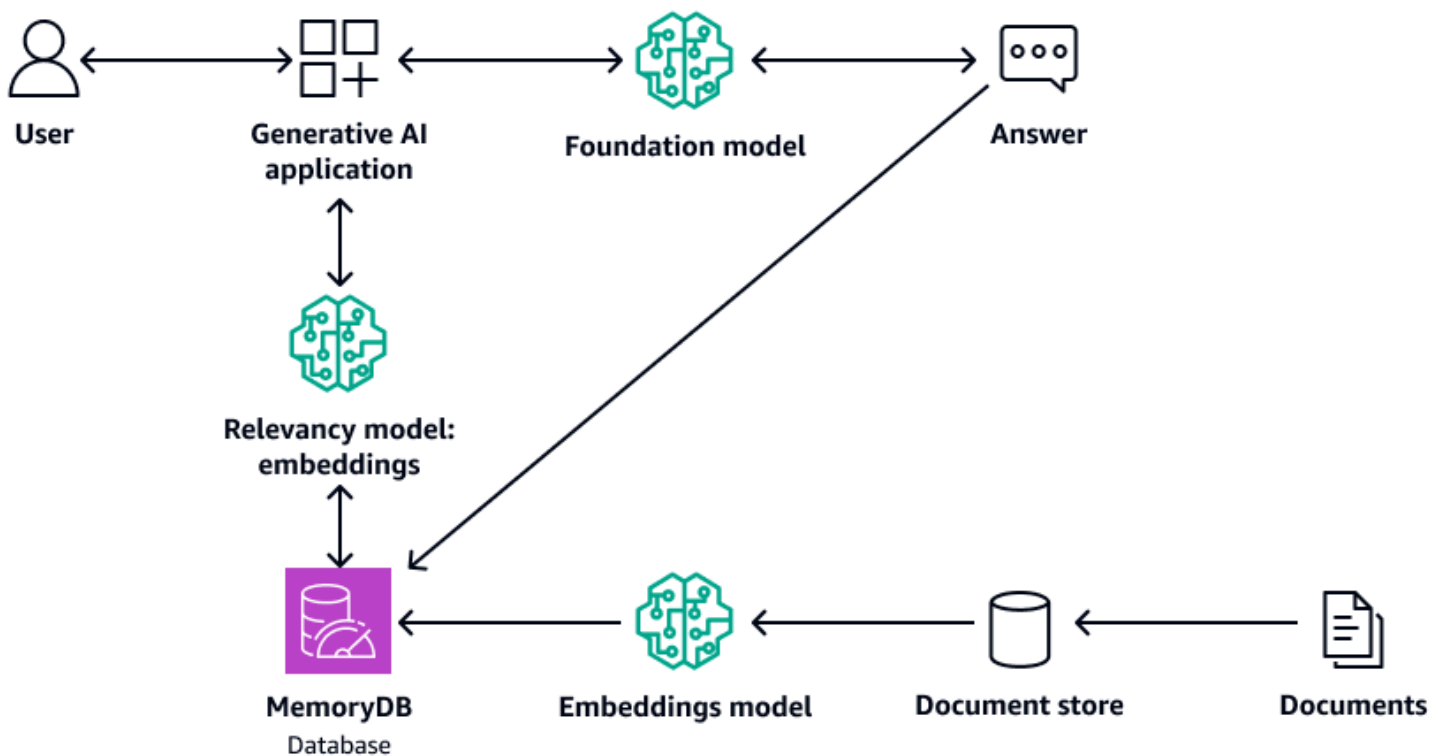 User
Generative AI
application
Foundation model
Answer
Relevancy model:
embeddings
MemoryDB
Database
Embeddings model
Document store
Documents